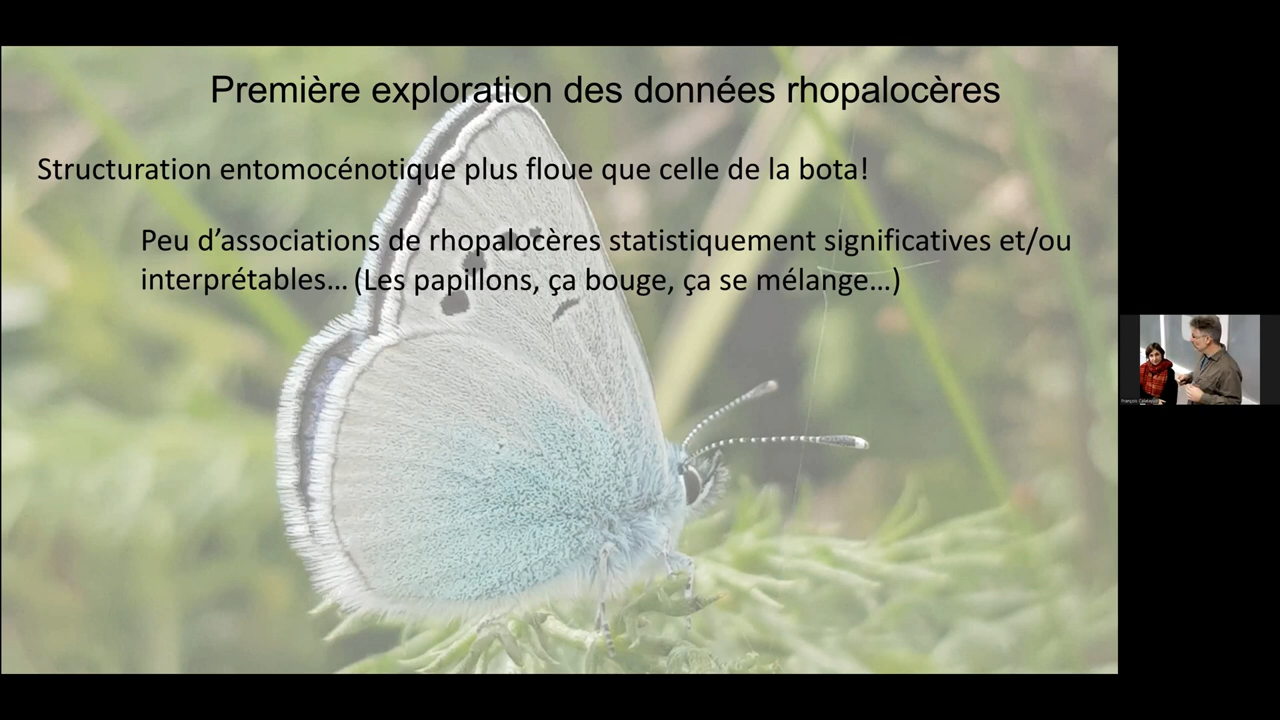 Première exploration des données rhopalocères
Structuration entomocénotique plus floue que celle de la bota!
Peu d’associations de rhopalocères statistiquement significatives et/ou
interprétables… (Les papillons, ça bouge, ça se mélange…)